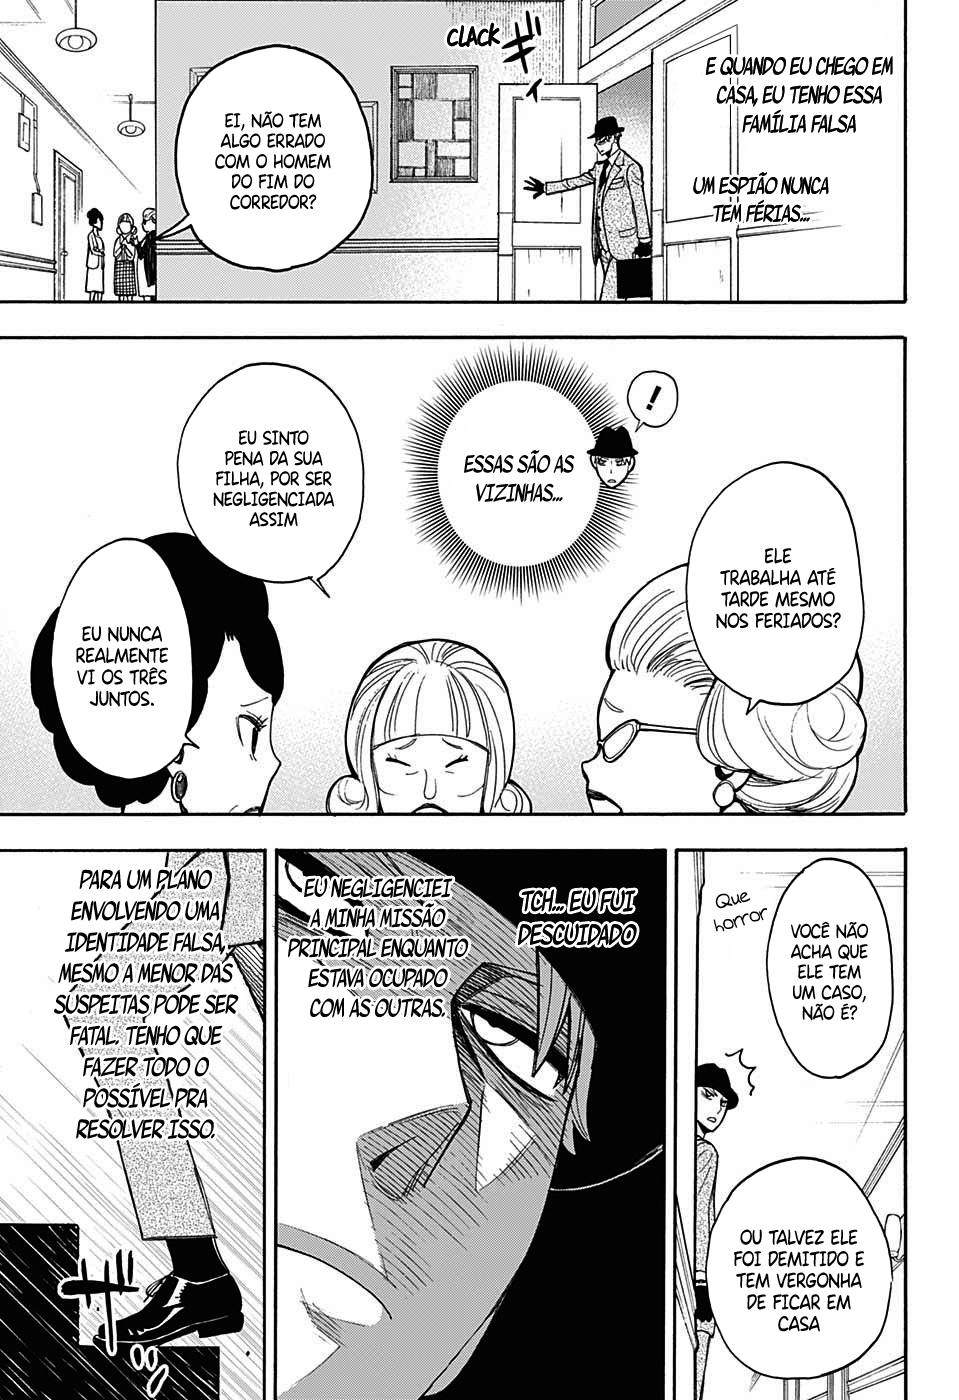 E QUANDO EU CHEGO EM
CASA, EU TENHO ESSA
FAMÍLIA FALSA
UM ESPIÃO NUNCA
TEM FÉRIAS...
CLACK
ギギ
EI, NÃO TEM
ALGO ERRADO
COM O HOMEM
DO FIM DO
CORREDOR?
!
ESSAS SÃO AS
VIZINHAS...
ELE
TRABALHA ATÉ
TARDE MESMO
NOS FERIADOS?
EU SINTO
PENA DA SUA
FILHA, POR SER
NEGLIGENCIADA
ASSIM
EU NUNCA
REALMENTE
VI OS TRÊS
JUNTOS.
VOCÊ NÃO
ACHA QUE
ELE TEM
UM CASO,
NÃO É?
Que
horror
OU TALVEZ ELE
FOI DEMITIDO E
TEM VERGONHA
DE FICAR EM
CASA
TCH... EU FUI
DESCUIDADO
EU NEGLIGENCIEI
A MINHA MISSÃO
PRINCIPAL ENQUANTO
ESTAVA OCUPADO
COM AS OUTRAS.
PARA UM PLANO
ENVOLVENDO UMA
IDENTIDADE FALSA,
MESMO A MENOR DAS
SUSPEITAS PODE SER
FATAL. TENHO QUE
FAZER TODO O
POSSÍVEL PRA
RESOLVER ISSO.